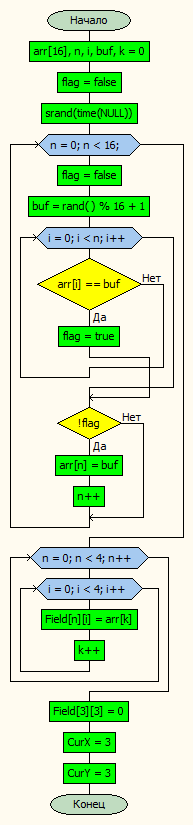 Начало
arr[16], n, i, buf, k = 0
flag = false
srand(time(NULL))
n = 0; n < 16;
flag = false
buf = rand( ) % 16 + 1
i = 0; i < n; i++
arr[i] == buf
Нет
Да
flag = true
!flag
Нет
Да
arr[n] = buf
n++
n = 0; n < 4; n++
i = 0; i < 4; i++
Field[n][i] = arr[k]
k++
Field[3][3] = 0
CurX = 3
CurY = 3
Конец